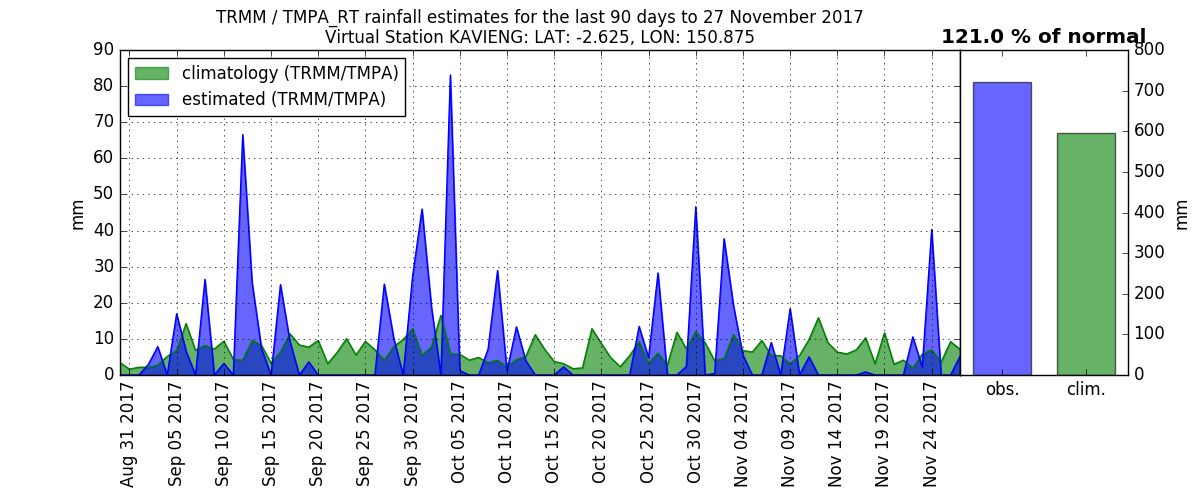 TRMM / TMPA_RT rainfall estimates for the last 90 days to 27 November 2017
Virtual Station KAVIENG: LAT: -2.625, LON: 150.875
121.0 % of normal
climatology (TRMM/TMPA)
estimated (TRMM/TMPA)
90
80
70
60
50
40
30
20
10
0
mm
800
700
600
500
400
300
200
100
0
mm
Aug 31 2017
Sep 05 2017
Sep 10 2017
Sep 15 2017
Sep 20 2017
Sep 25 2017
Sep 30 2017
Oct 05 2017
Oct 10 2017
Oct 15 2017
Oct 20 2017
Oct 25 2017
Oct 30 2017
Nov 04 2017
Nov 09 2017
Nov 14 2017
Nov 19 2017
Nov 24 2017
obs.
clim.